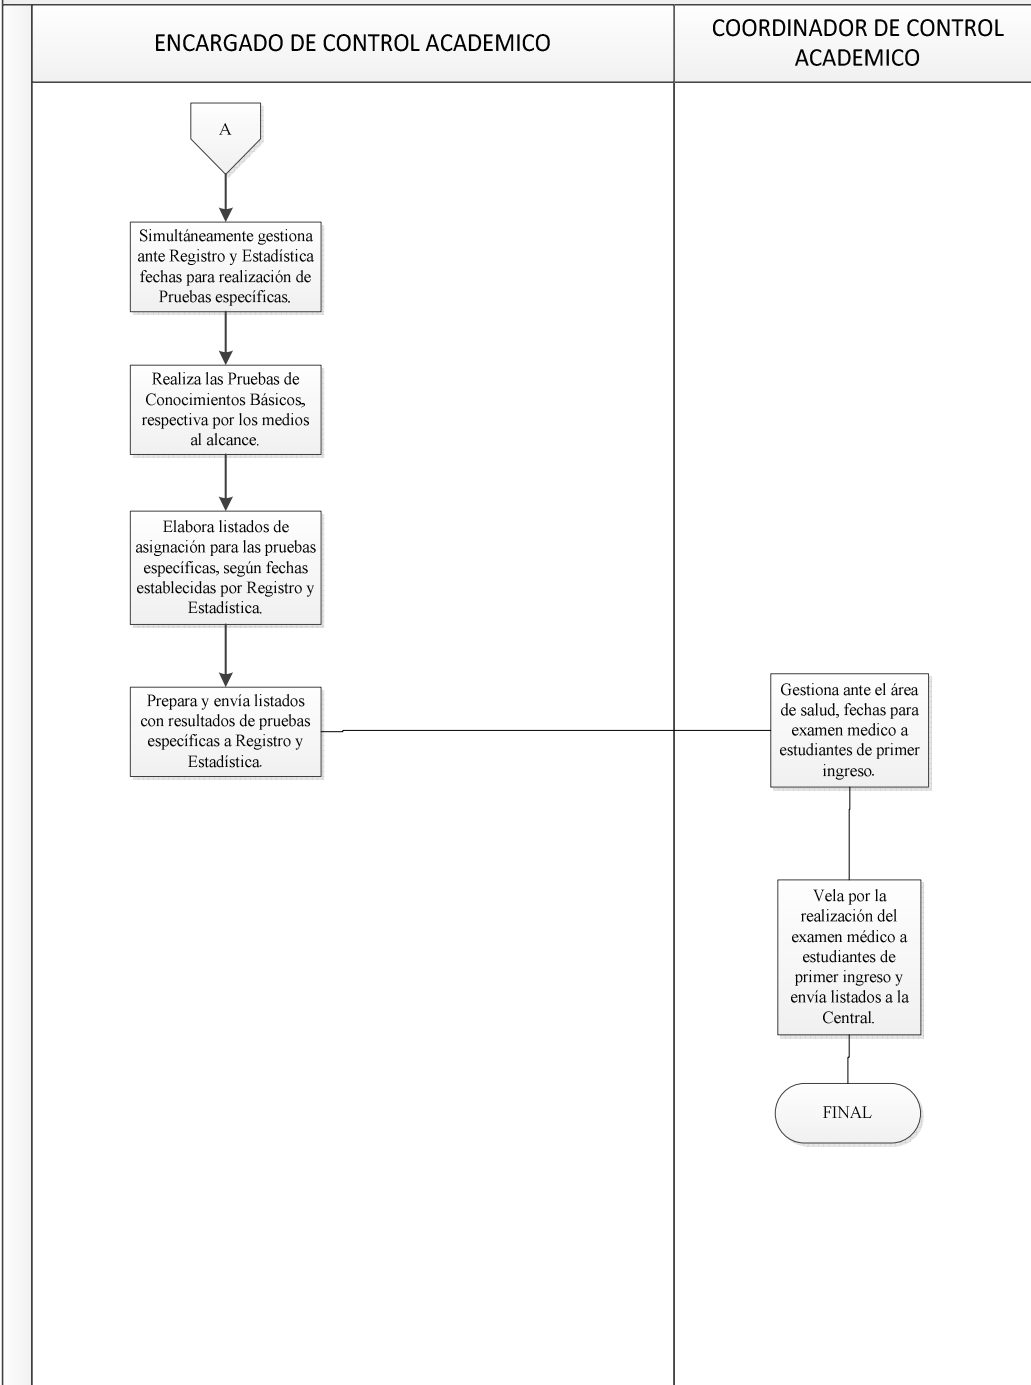 ENCARGADO DE CONTROL ACADEMICO
COORDINADOR DE CONTROL
ACADEMICO
A
Simultáneamente gestiona
ante Registro y Estadística
fechas para realización de
Pruebas específicas.
Realiza las Pruebas de
Conocimientos Básicos,
respectiva por los medios
al alcance.
Elabora listados de
asignación para las pruebas
específicas, según fechas
establecidas por Registro y
Estadística.
Prepara y envía listados
con resultados de pruebas
específicas a Registro y
Estadística.
Gestiona ante el área
de salud, fechas para
examen medico a
estudiantes de primer
ingreso.
Vela por la
realización del
examen médico a
estudiantes de
primer ingreso y
envía listados a la
Central.
FINAL